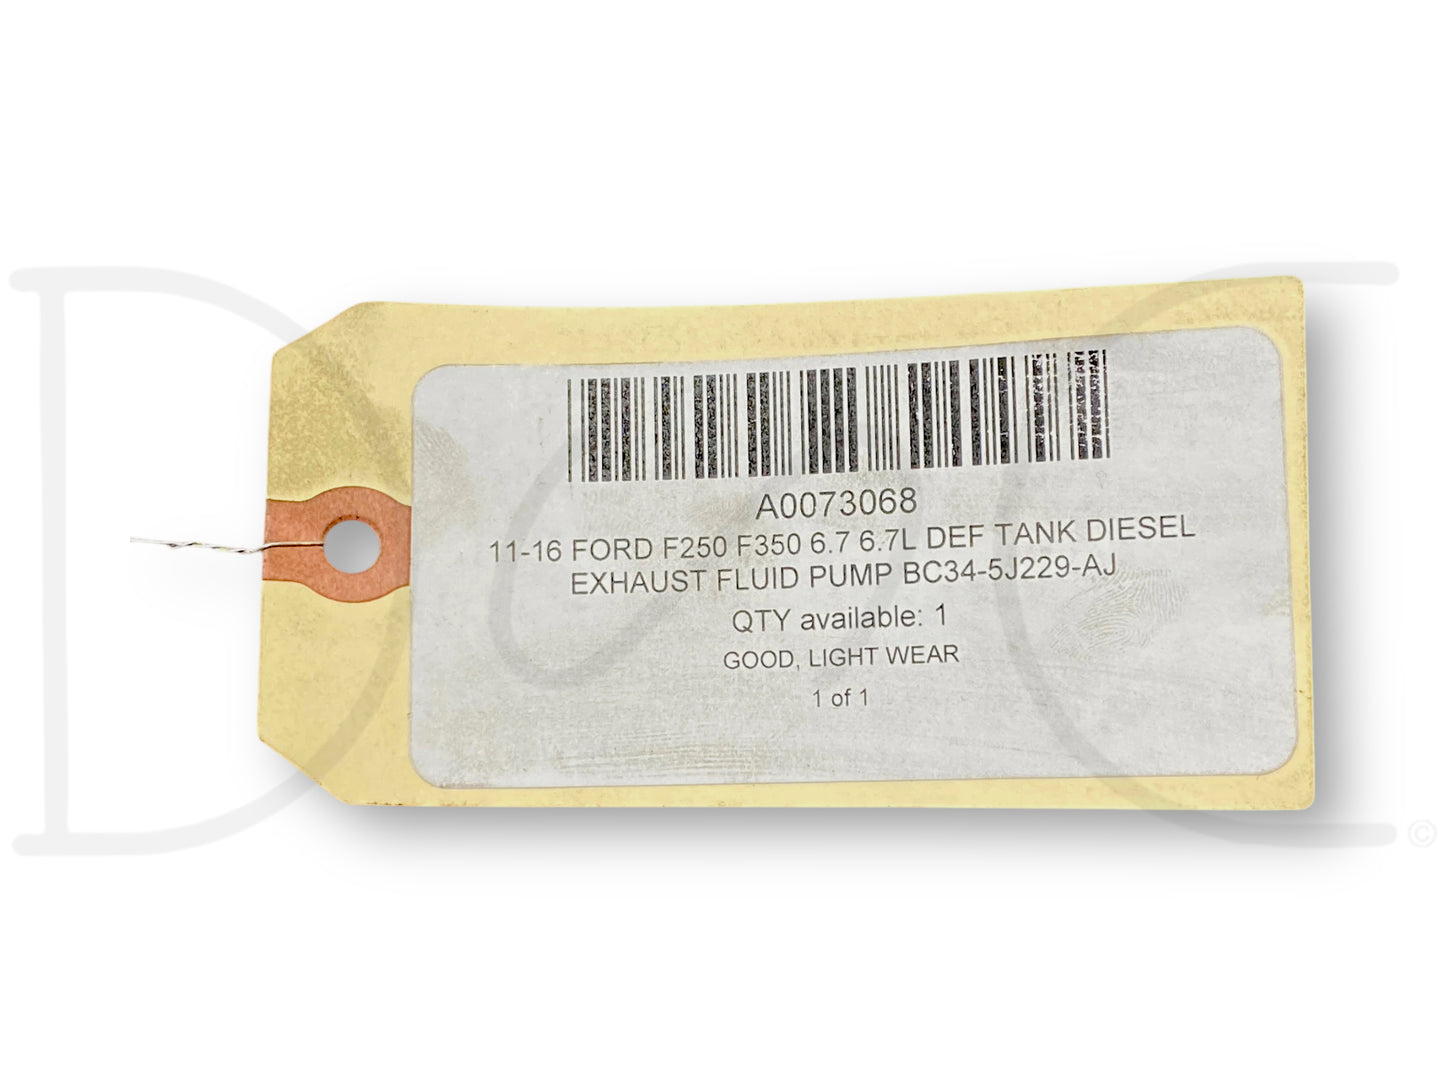 A0073068
11-16 FORD F250 F350 6.7 6.7L DEF TANK DIESEL
EXHAUST FLUID PUMP BC34-5J229-AJ
QTY available: 1
GOOD, LIGHT WEAR
1 of 1
D C
©